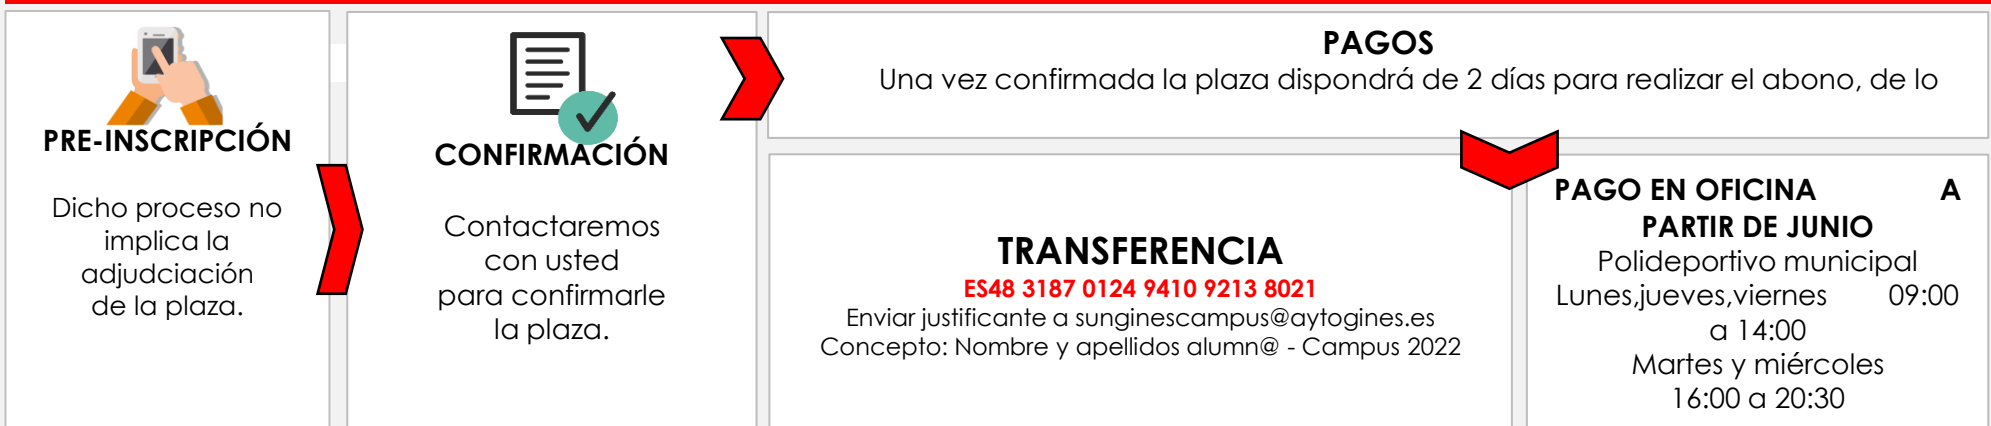 PRE-INSCRIPCIÓN
Dicho proceso no
implica la
adjudciación
de la plaza.
CONFIRMACIÓN
Contactaremos
con usted
para confirmarle
la plaza.
PAGOS
Una vez confirmada la plaza dispondrá de 2 días para realizar el abono, de lo
TRANSFERENCIA
ES48 3187 0124 9410 9213 8021
Enviar justificante a sunginescampus@aytogines.es
Concepto: Nombre y apellidos alumn@ - Campus 2022
PAGO EN OFICINA A
PARTIR DE JUNIO
Polideportivo municipal
Lunes,jueves,viernes 09:00
a 14:00
Martes y miércoles
16:00 a 20:30